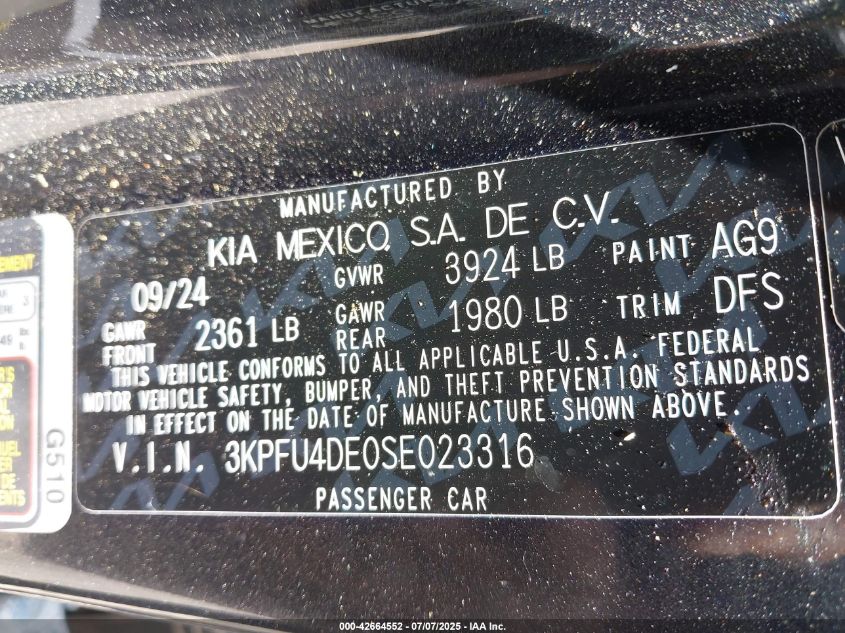 MANUFACTURED BY
KIA MEXICO, S.A. DE C.V.
09/24 GVWR 3924 LB PAINT AG9
GAWR FRONT 2361 LB GAWR REAR 1980 LB TRIM DFS
THIS VEHICLE CONFORMS TO ALL APPLICABLE U.S.A. FEDERAL
MOTOR VEHICLE SAFETY, BUMPER, AND THEFT PREVENTION STANDARDS
IN EFFECT ON THE DATE OF MANUFACTURE SHOWN ABOVE.
V.I.N. 3KPFU4DE0SE023316
PASSENGER CAR
G510
000-42664552 - 07/07/2025 - IAA Inc.